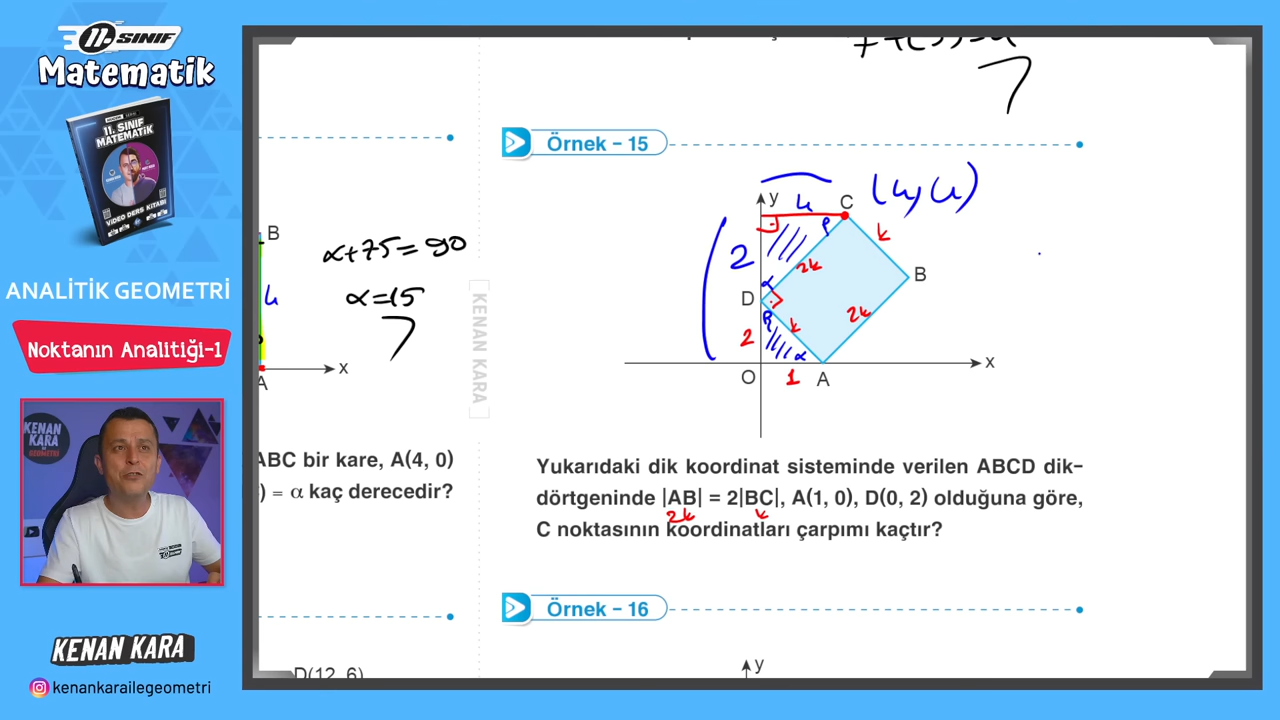 11.SINIF
Matematik
11. SINIF
MATEMATİK
VİDEO DERS KİTABI
ANALİTİK GEOMETRİ
Noktanın Analitiği-1
KENAN KARA
KENAN KARA
kenankarailegeometri
B
α+75=90
α=15
x
A
ABC bir kare, A(4, 0)
) = α kaç derecedir?
D(12, 6)
KENAN KARA
Örnek - 15
y
C
(4,4)
4
2
α
β
2k
k
D
B
β
k
2k
2
α
O
1
A
x
Yukarıdaki dik koordinat sisteminde verilen ABCD dik-
dörtgeninde |AB| = 2|BC|, A(1, 0), D(0, 2) olduğuna göre,
2k
k
C noktasının koordinatları çarpımı kaçtır?
Örnek - 16
y